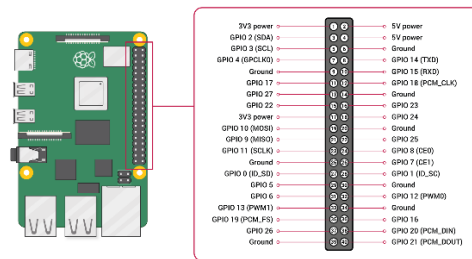 3V3 power 1 2 5V power
GPIO 2 (SDA) 3 4 5V power
GPIO 3 (SCL) 5 6 Ground
GPIO 4 (GPCLK0) 7 8 GPIO 14 (TXD)
Ground 9 10 GPIO 15 (RXD)
GPIO 17 11 12 GPIO 18 (PCM_CLK)
GPIO 27 13 14 Ground
GPIO 22 15 16 GPIO 23
3V3 power 17 18 GPIO 24
GPIO 10 (MOSI) 19 20 Ground
GPIO 9 (MISO) 21 22 GPIO 25
GPIO 11 (SCLK) 23 24 GPIO 8 (CE0)
Ground 25 26 GPIO 7 (CE1)
GPIO 0 (ID_SD) 27 28 GPIO 1 (ID_SC)
GPIO 5 29 30 Ground
GPIO 6 31 32 GPIO 12 (PWM0)
GPIO 13 (PWM1) 33 34 Ground
GPIO 19 (PCM_FS) 35 36 GPIO 16
GPIO 26 37 38 GPIO 20 (PCM_DIN)
Ground 39 40 GPIO 21 (PCM_DOUT)